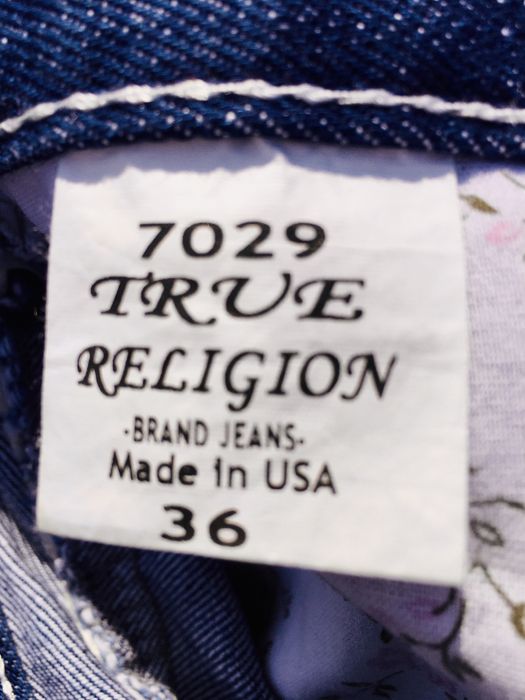 7029
TRUE
RELIGION
-BRAND JEANS-
Made in USA
36